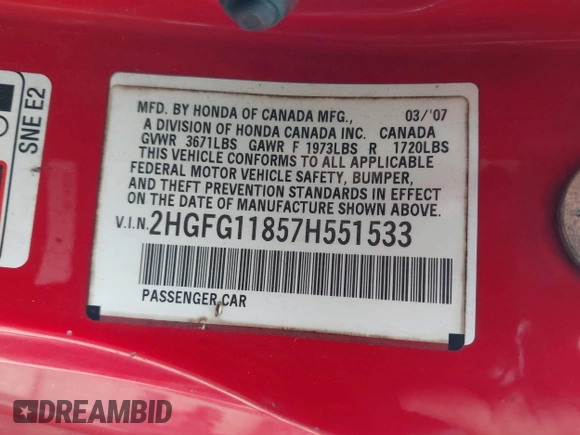 MFD. BY HONDA OF CANADA MFG., 03/'07
A DIVISION OF HONDA CANADA INC. CANADA
GVWR 3671LBS GAWR F 1973LBS R 1720LBS
THIS VEHICLE CONFORMS TO ALL APPLICABLE
FEDERAL MOTOR VEHICLE SAFETY, BUMPER,
AND THEFT PREVENTION STANDARDS IN EFFECT
ON THE DATE OF MANUFACTURE SHOWN ABOVE.
V.I.N. 2HGFG11857H551533
PASSENGER CAR
SNE E2
DREAMBID